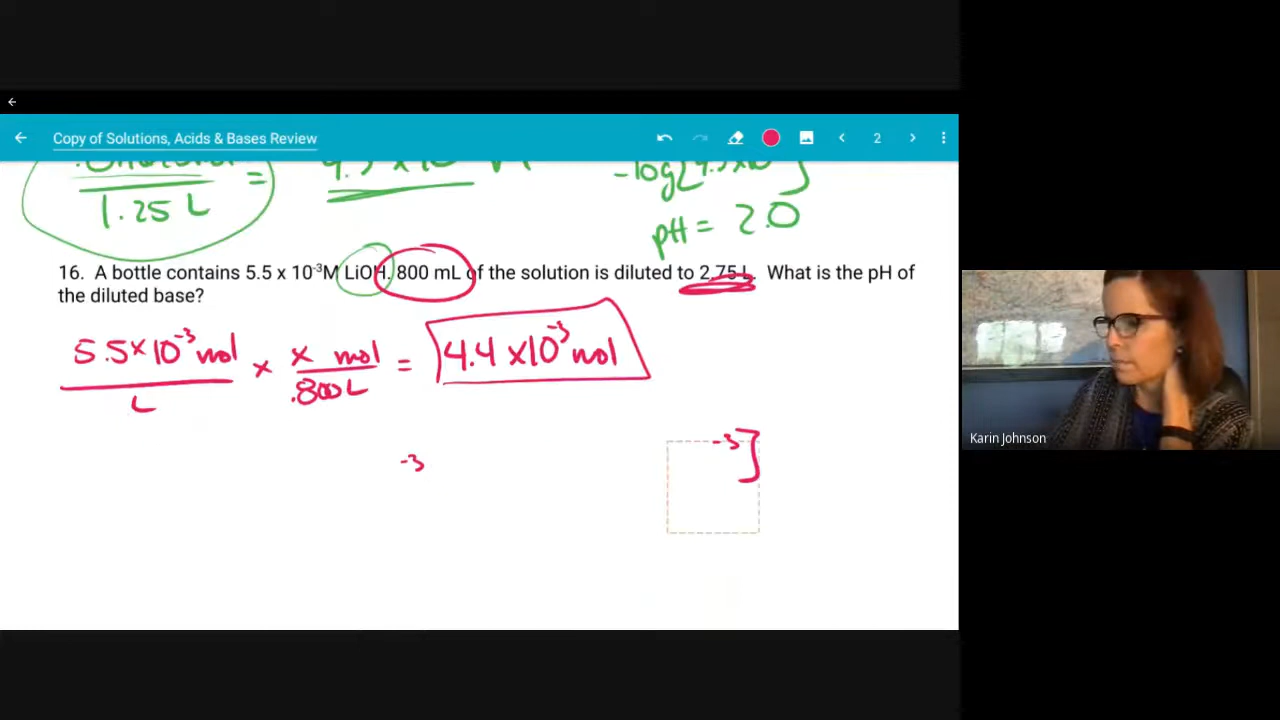 Copy of Solutions, Acids & Bases Review
2
1.25 L
=
pH = 2.0
16. A bottle contains 5.5 x 10⁻³M LiOH. 800 mL of the solution is diluted to 2.75 L. What is the pH of
the diluted base?
5.5 x 10⁻³ mol x x mol = 4.4 x 10⁻³ mol
L .800L
-3
-3]
Karin Johnson